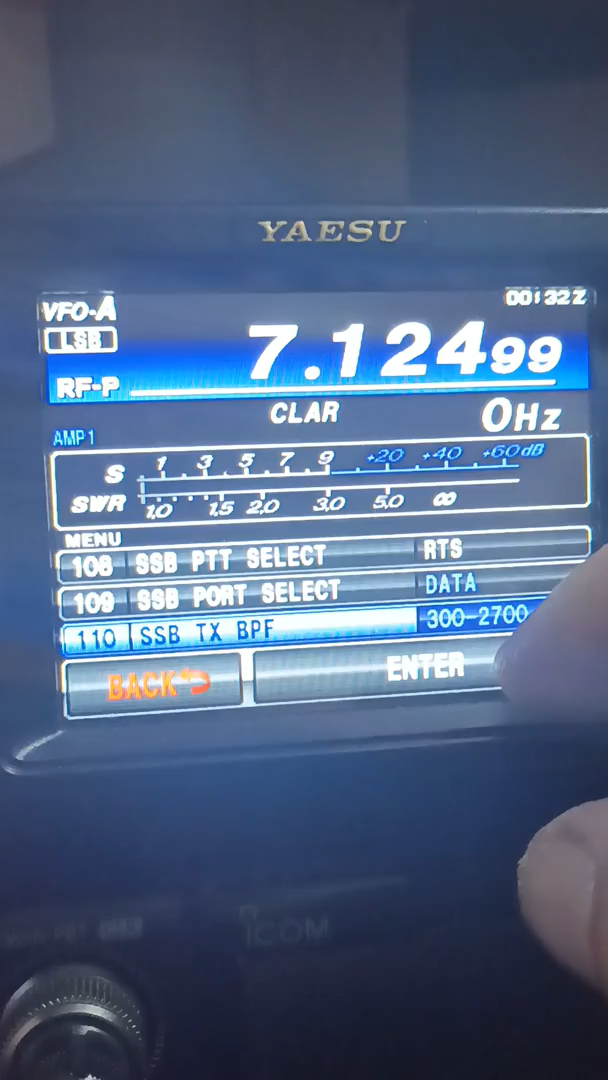 YAESU
00:32Z
VFO-A
LSB
7.12499
RF-P
CLAR 0Hz
AMP1
S 1 3 5 7 9 +20 +40 +60dB
SWR 1.0 1.5 2.0 3.0 5.0 ∞
MENU
108 SSB PTT SELECT RTS
109 SSB PORT SELECT DATA
110 SSB TX BPF 300-2700
BACK ENTER
ICOM